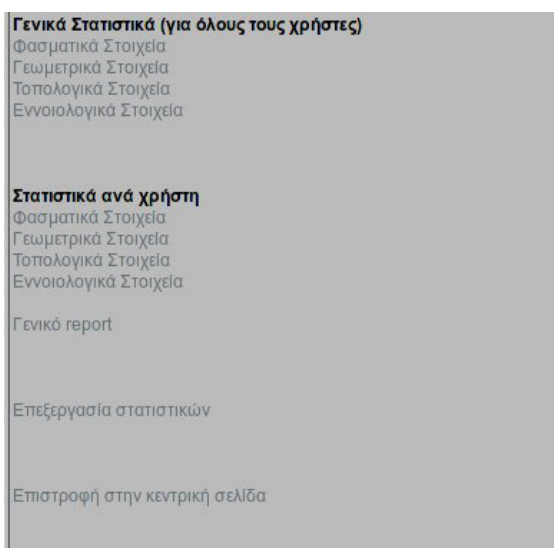 Γενικά Στατιστικά (για όλους τους χρήστες)
Φασματικά Στοιχεία
Γεωμετρικά Στοιχεία
Τοπολογικά Στοιχεία
Εννοιολογικά Στοιχεία
Στατιστικά ανά χρήστη
Φασματικά Στοιχεία
Γεωμετρικά Στοιχεία
Τοπολογικά Στοιχεία
Εννοιολογικά Στοιχεία
Γενικό report
Επεξεργασία στατιστικών
Επιστροφή στην κεντρική σελίδα